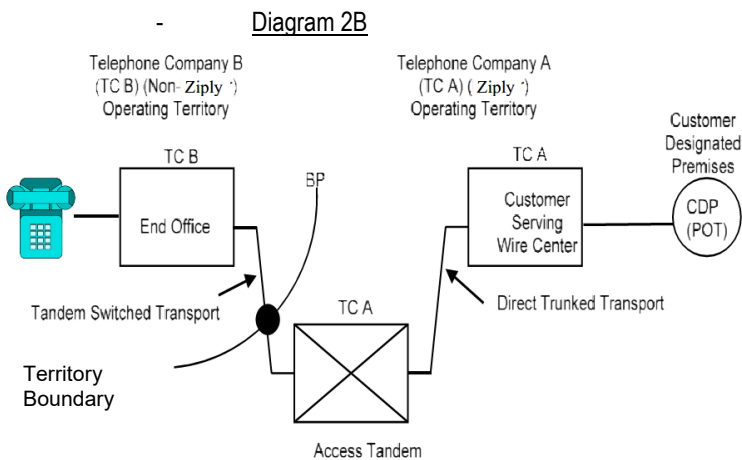 - Diagram 2B
Telephone Company B
(TC B) (Non- Ziply )
Operating Territory
Telephone Company A
(TC A) ( Ziply )
Operating Territory
Customer
Designated
Premises
TC B
BP
TC A
End Office
Customer
Serving
Wire Center
CDP
(POT)
Tandem Switched Transport
TC A
Direct Trunked Transport
Territory
Boundary
Access Tandem